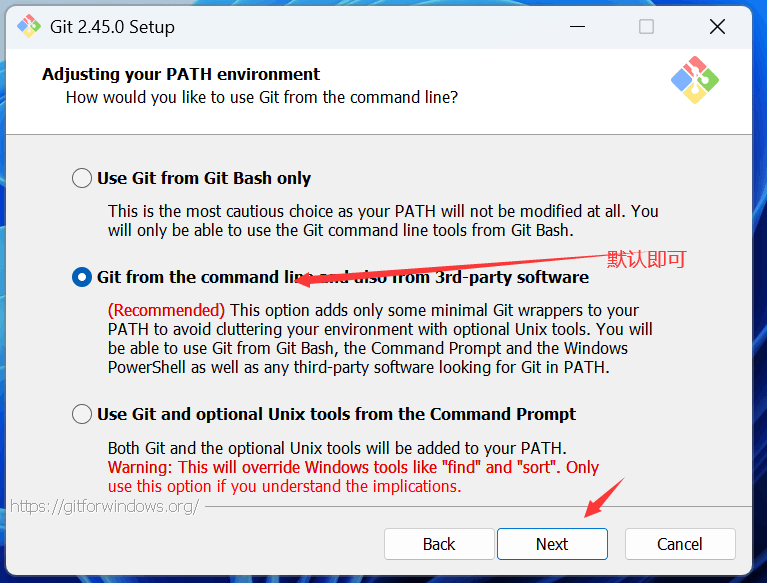 Git 2.45.0 Setup
Adjusting your PATH environment
How would you like to use Git from the command line?
Use Git from Git Bash only
This is the most cautious choice as your PATH will not be modified at all. You
will only be able to use the Git command line tools from Git Bash.
默认即可
Git from the command line and also from 3rd-party software
(Recommended) This option adds only some minimal Git wrappers to your
PATH to avoid cluttering your environment with optional Unix tools. You will
be able to use Git from Git Bash, the Command Prompt and the Windows
PowerShell as well as any third-party software looking for Git in PATH.
Use Git and optional Unix tools from the Command Prompt
Both Git and the optional Unix tools will be added to your PATH.
Warning: This will override Windows tools like "find" and "sort". Only
use this option if you understand the implications.
https://gitforwindows.org/
Back
Next
Cancel